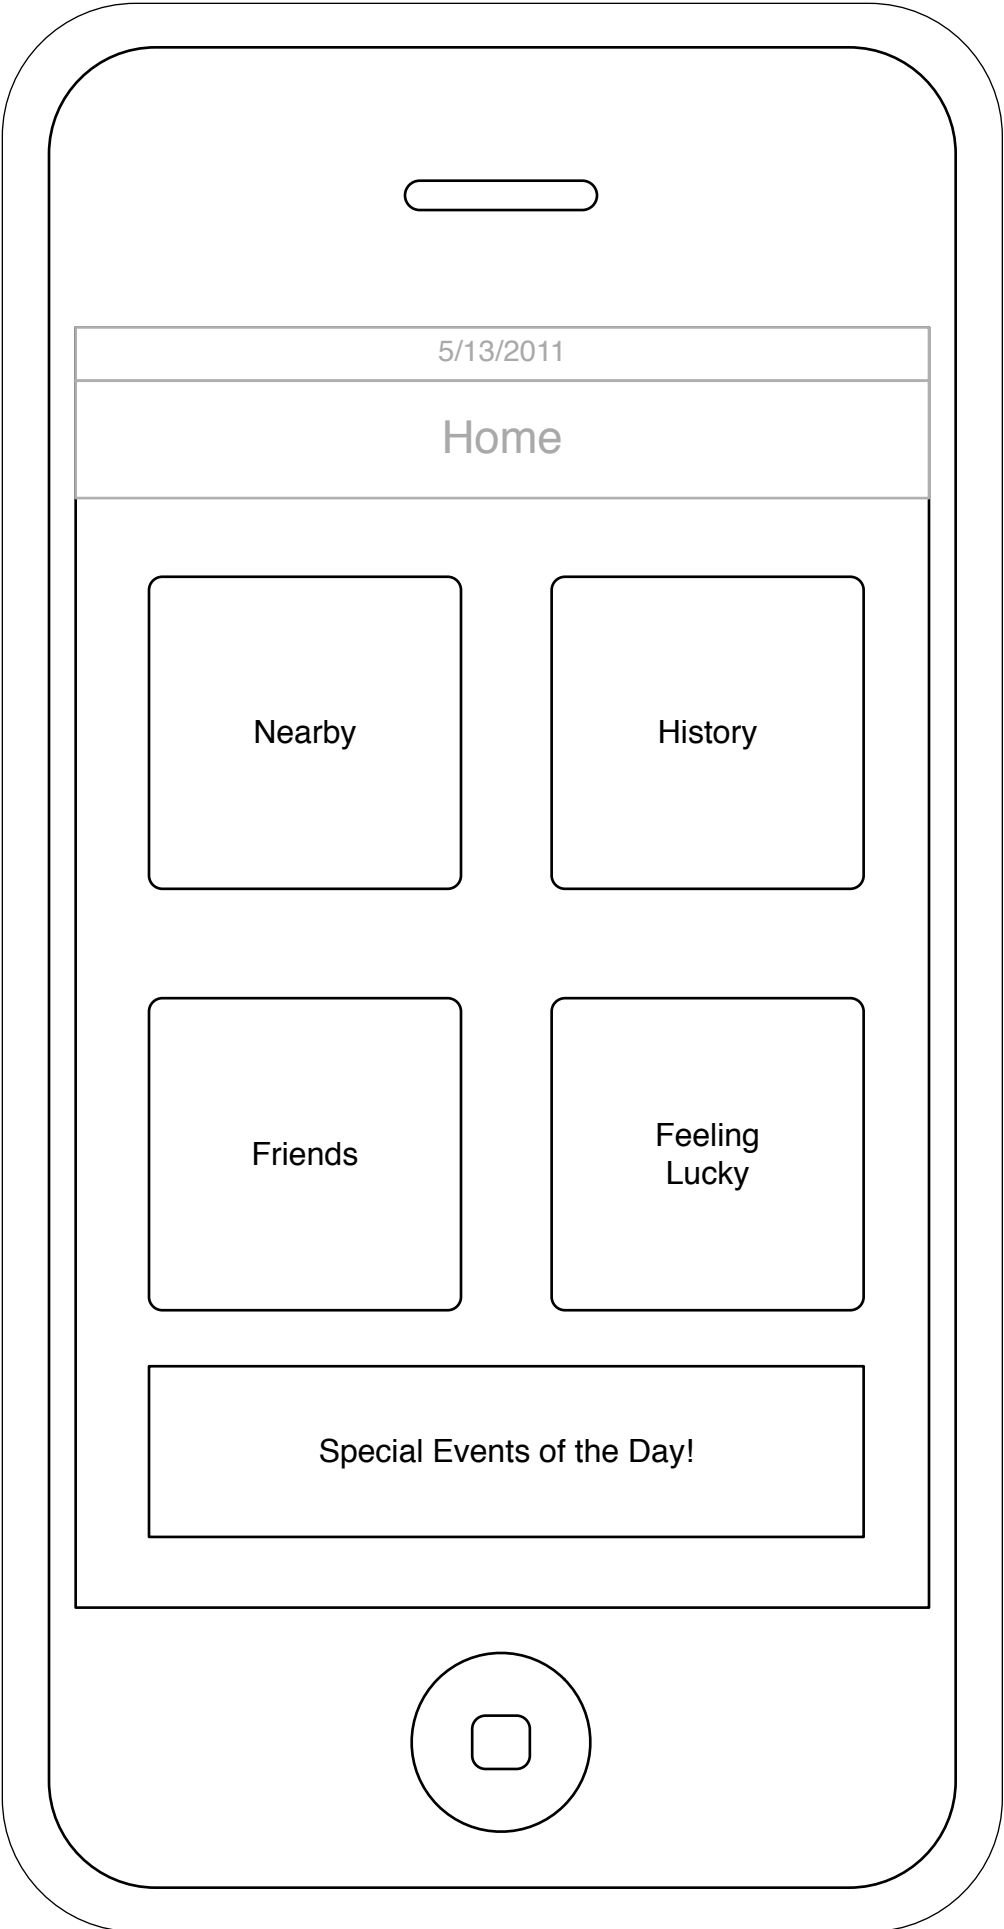 5/13/2011
Home
Nearby
History
Friends
Feeling
Lucky
Special Events of the Day!